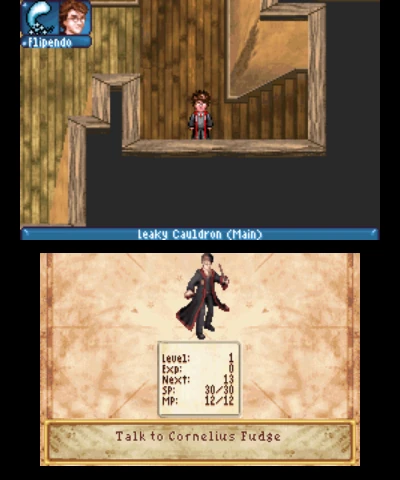 Flipendo
Leaky Cauldron (Main)
Level: 1
Exp: 0
Next: 13
SP: 30/30
MP: 12/12
Talk to Cornelius Fudge